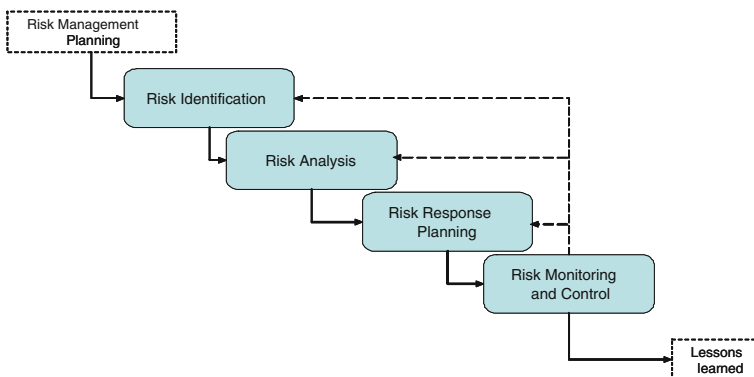 Risk Management
Planning
Risk Identification
Risk Analysis
Risk Response
Planning
Risk Monitoring
and Control
Lessons
learned